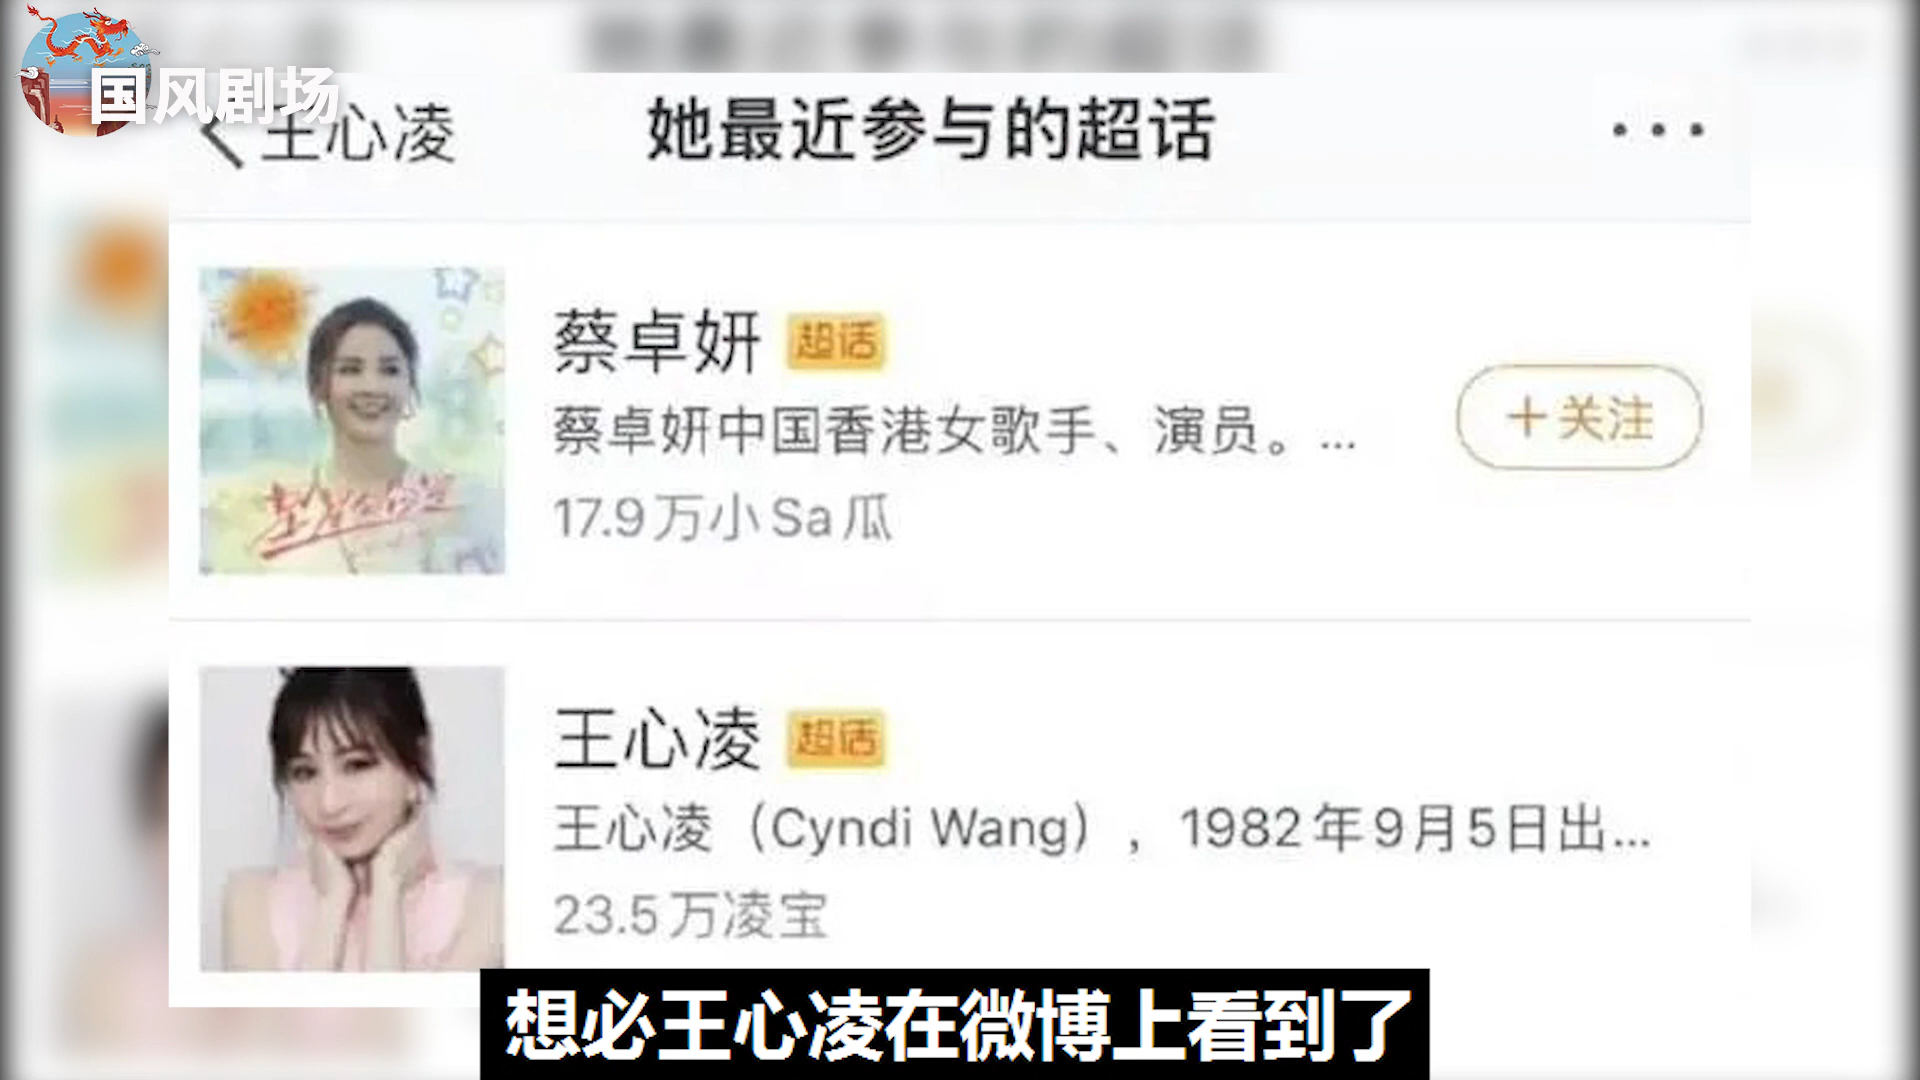 国风剧场
王心凌
她最近参与的超话
蔡卓妍 超话
蔡卓妍中国香港女歌手、演员。...
+关注
17.9万小Sa瓜
王心凌 超话
王心凌（Cyndi Wang），1982年9月5日出...
23.5万凌宝
想必王心凌在微博上看到了